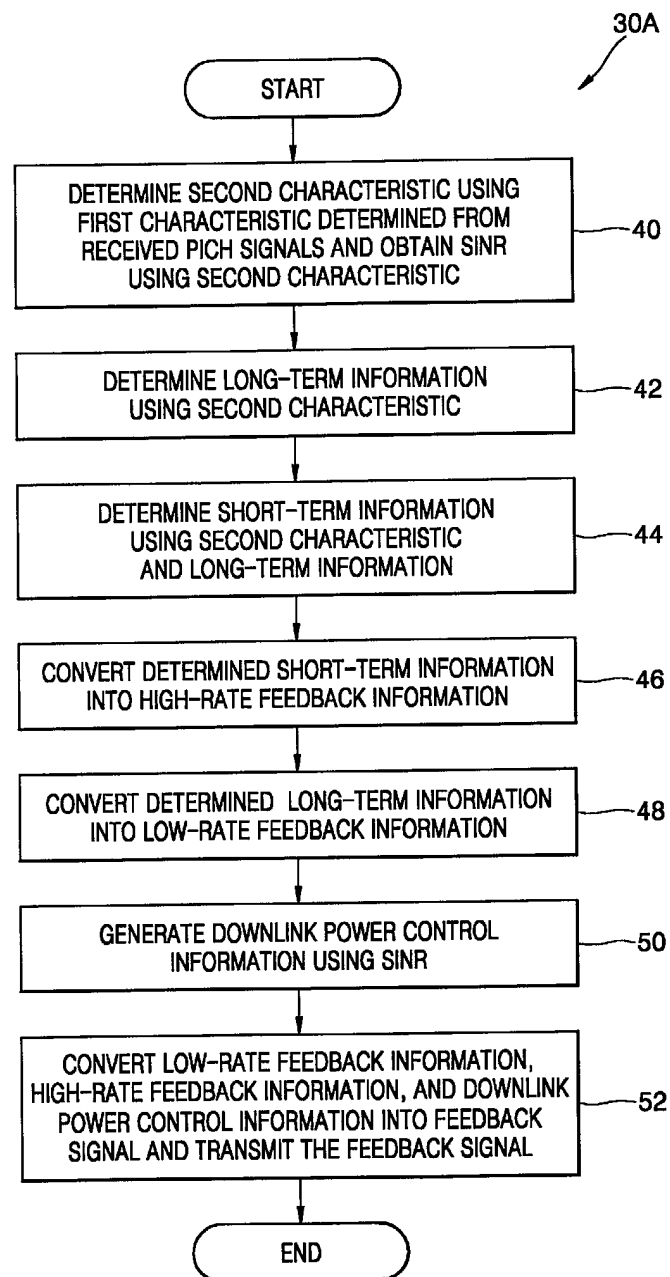 30A
START
DETERMINE SECOND CHARACTERISTIC USING
FIRST CHARACTERISTIC DETERMINED FROM
RECEIVED PICH SIGNALS AND OBTAIN SINR
USING SECOND CHARACTERISTIC
40
DETERMINE LONG-TERM INFORMATION
USING SECOND CHARACTERISTIC
42
DETERMINE SHORT-TERM INFORMATION
USING SECOND CHARACTERISTIC
AND LONG-TERM INFORMATION
44
CONVERT DETERMINED SHORT-TERM INFORMATION
INTO HIGH-RATE FEEDBACK INFORMATION
46
CONVERT DETERMINED LONG-TERM INFORMATION
INTO LOW-RATE FEEDBACK INFORMATION
48
GENERATE DOWNLINK POWER CONTROL
INFORMATION USING SINR
50
CONVERT LOW-RATE FEEDBACK INFORMATION,
HIGH-RATE FEEDBACK INFORMATION, AND DOWNLINK
POWER CONTROL INFORMATION INTO FEEDBACK
SIGNAL AND TRANSMIT THE FEEDBACK SIGNAL
52
END